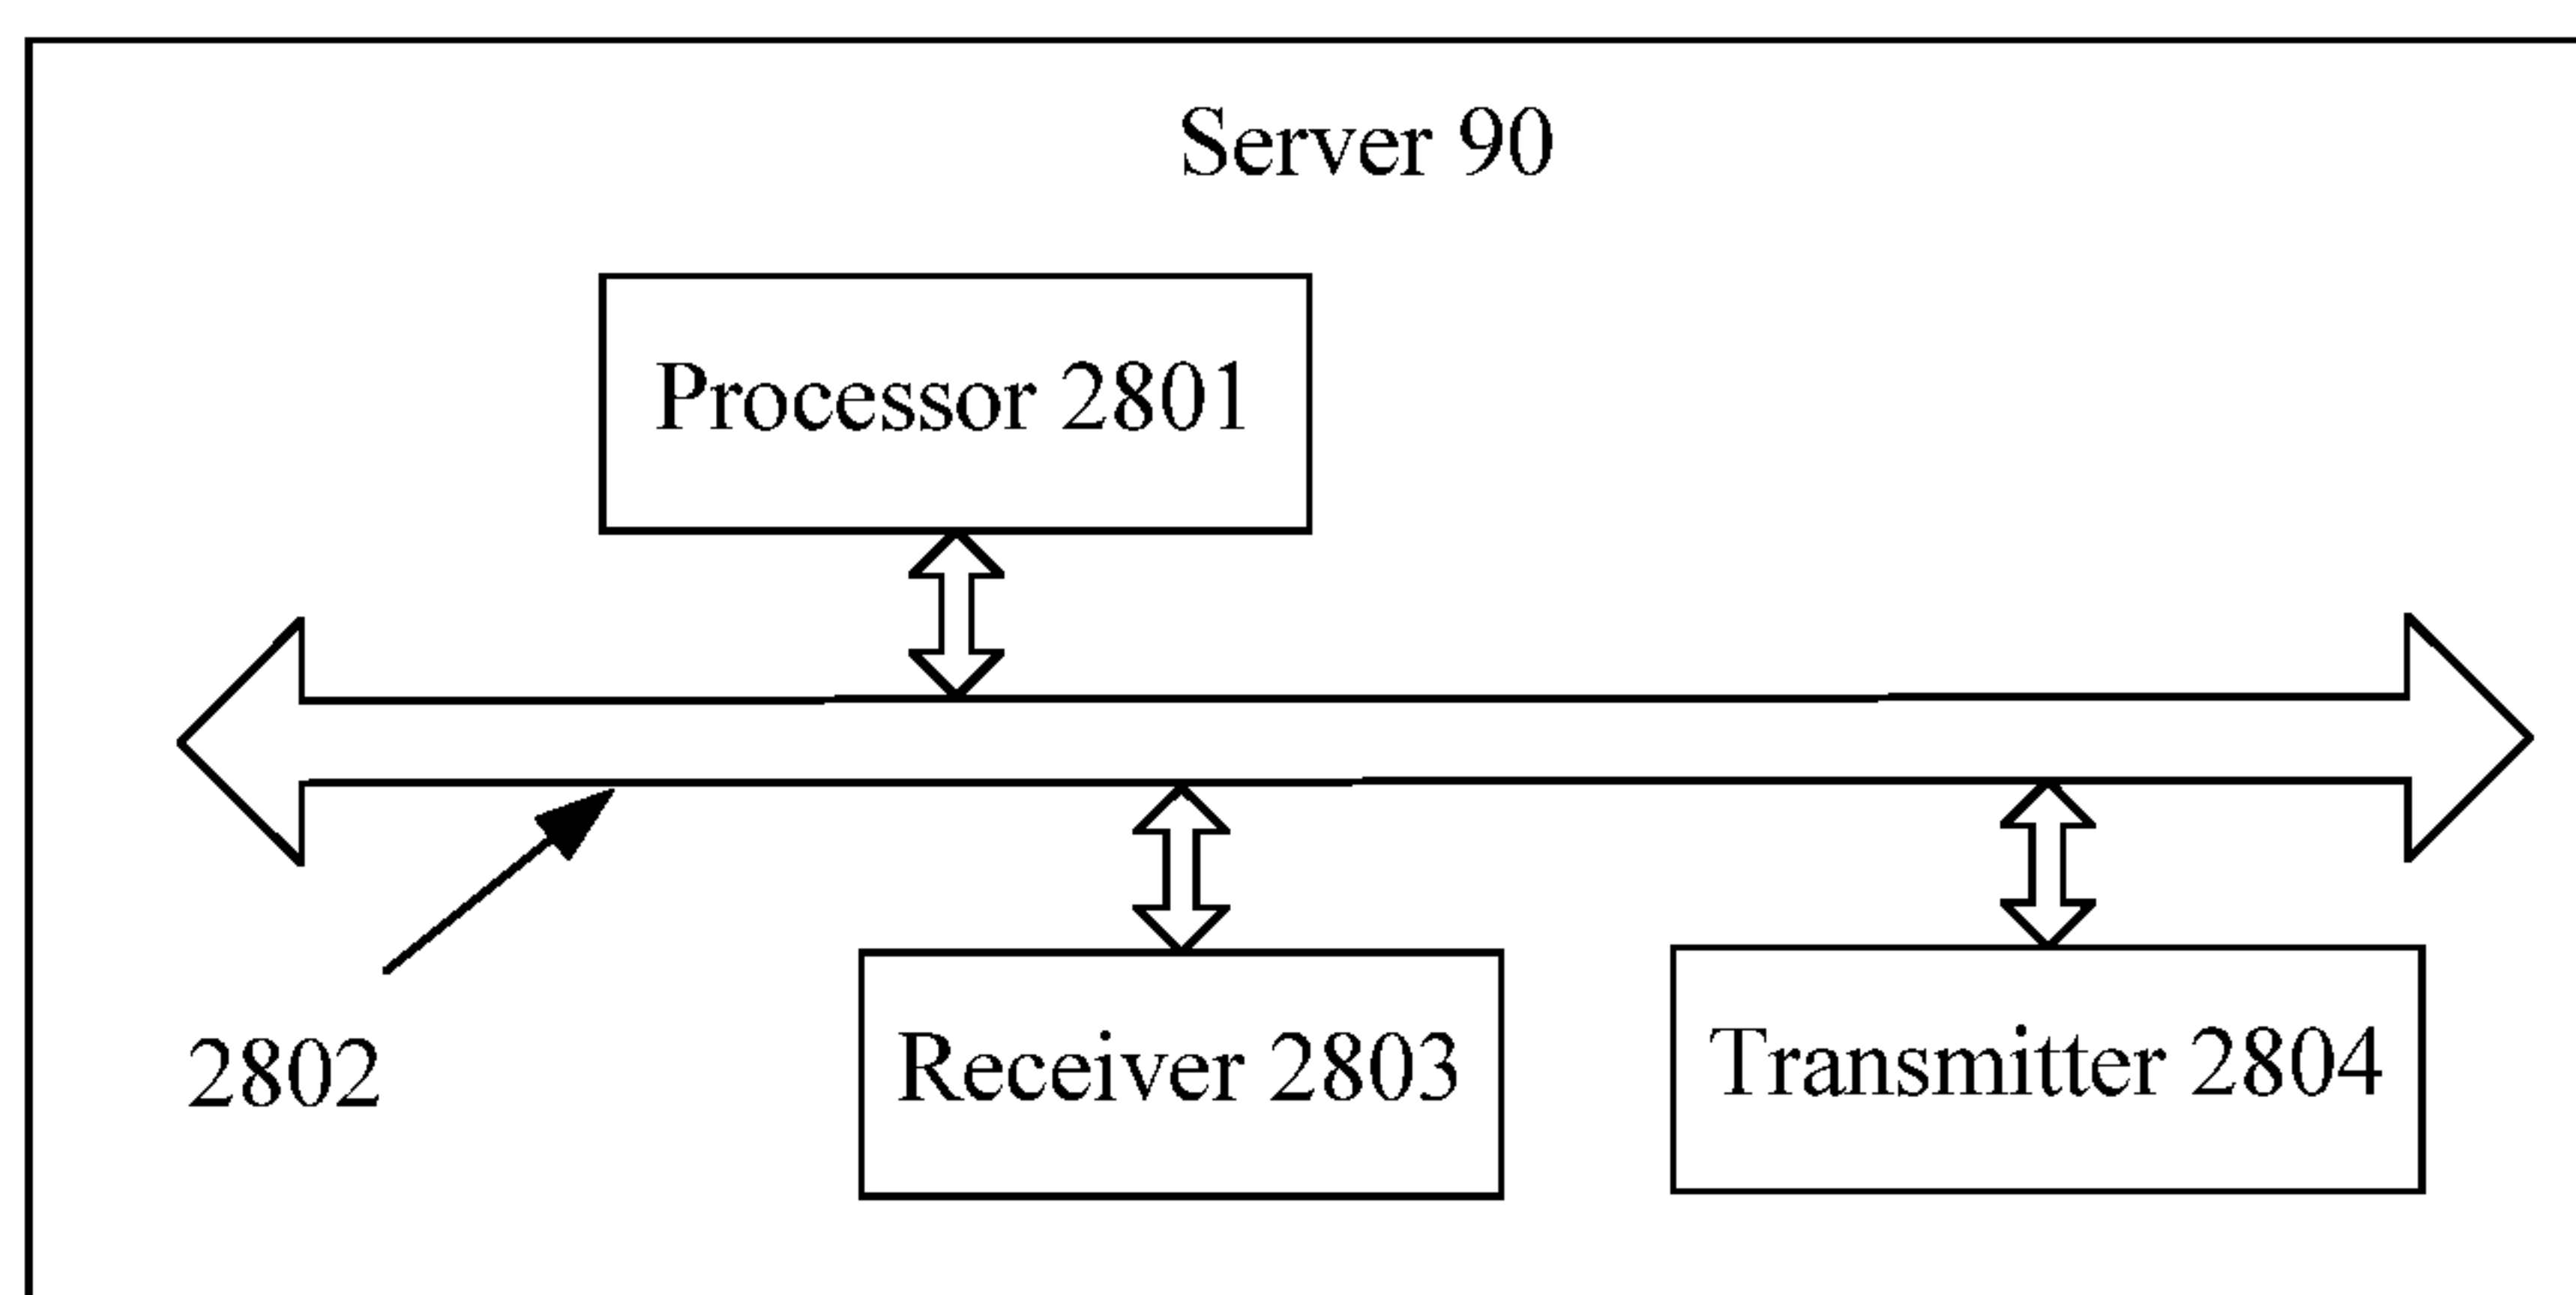 Server 90
Processor 2801
2802
Receiver 2803
Transmitter 2804